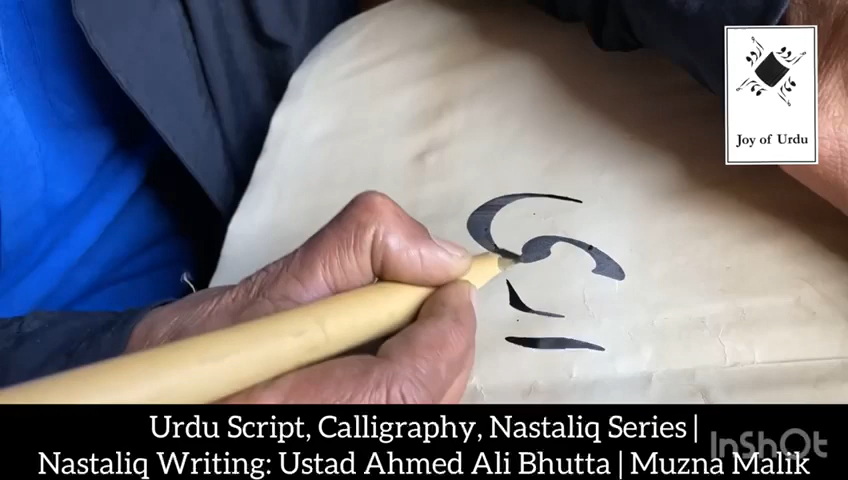 Joy of Urdu
Urdu Script, Calligraphy, Nastaliq Series |
Nastaliq Writing: Ustad Ahmed Ali Bhutta | Muzna Malik
InShOt